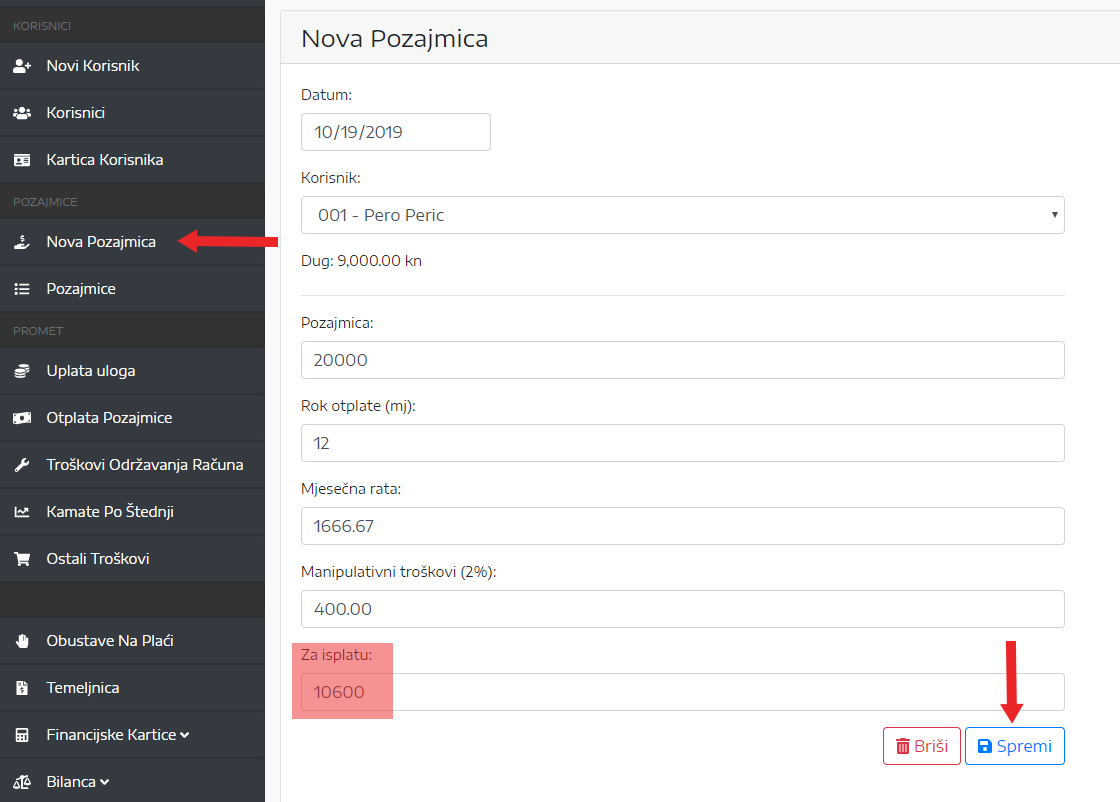 KORISNICI
Novi Korisnik
Korisnici
Kartica Korisnika
POZAJMICE
Nova Pozajmica
Pozajmice
PROMET
Uplata uloga
Otplata Pozajmice
Troškovi Održavanja Računa
Kamate Po Štednji
Ostali Troškovi
Obustave Na Plaći
Temeljnica
Financijske Kartice
Bilanca
Nova Pozajmica
Datum:
10/19/2019
Korisnik:
001 - Pero Peric
Dug: 9,000.00 kn
Pozajmica:
20000
Rok otplate (mj):
12
Mjesečna rata:
1666.67
Manipulativni troškovi (2%):
400.00
Za isplatu:
10600
Briši
Spremi